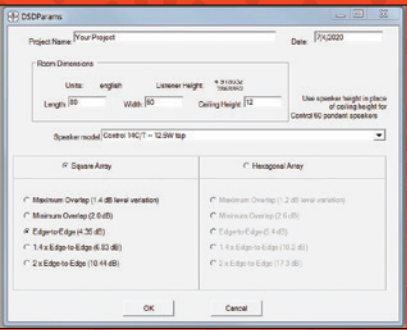 DSDParams
Project Name: Your Project
Date: 7/4/2020
Room Dimensions
Units: english Listener Height:
Length: 80 Width: 60 Ceiling Height: 12
Use speaker height in place
of ceiling height for
Control 60 pendant speakers
Speaker model: Control 14C/T - 12.5W tap
Square Array
Hexagonal Array
Maximum Overlap (1.4 dB level variation)
Minimum Overlap (2.0 dB)
Edge-to-Edge (4.35 dB)
1.4 x Edge-to-Edge (6.83 dB)
2 x Edge-to-Edge (10.44 dB)
Maximum Overlap (1.2 dB level variation)
Minimum Overlap (2.6 dB)
Edge-to-Edge (5.4 dB)
1.4 x Edge-to-Edge (10.2 dB)
2 x Edge-to-Edge (17.3 dB)
OK
Cancel